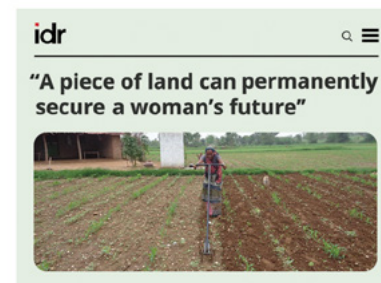 idr
“A piece of land can permanently
secure a woman’s future”